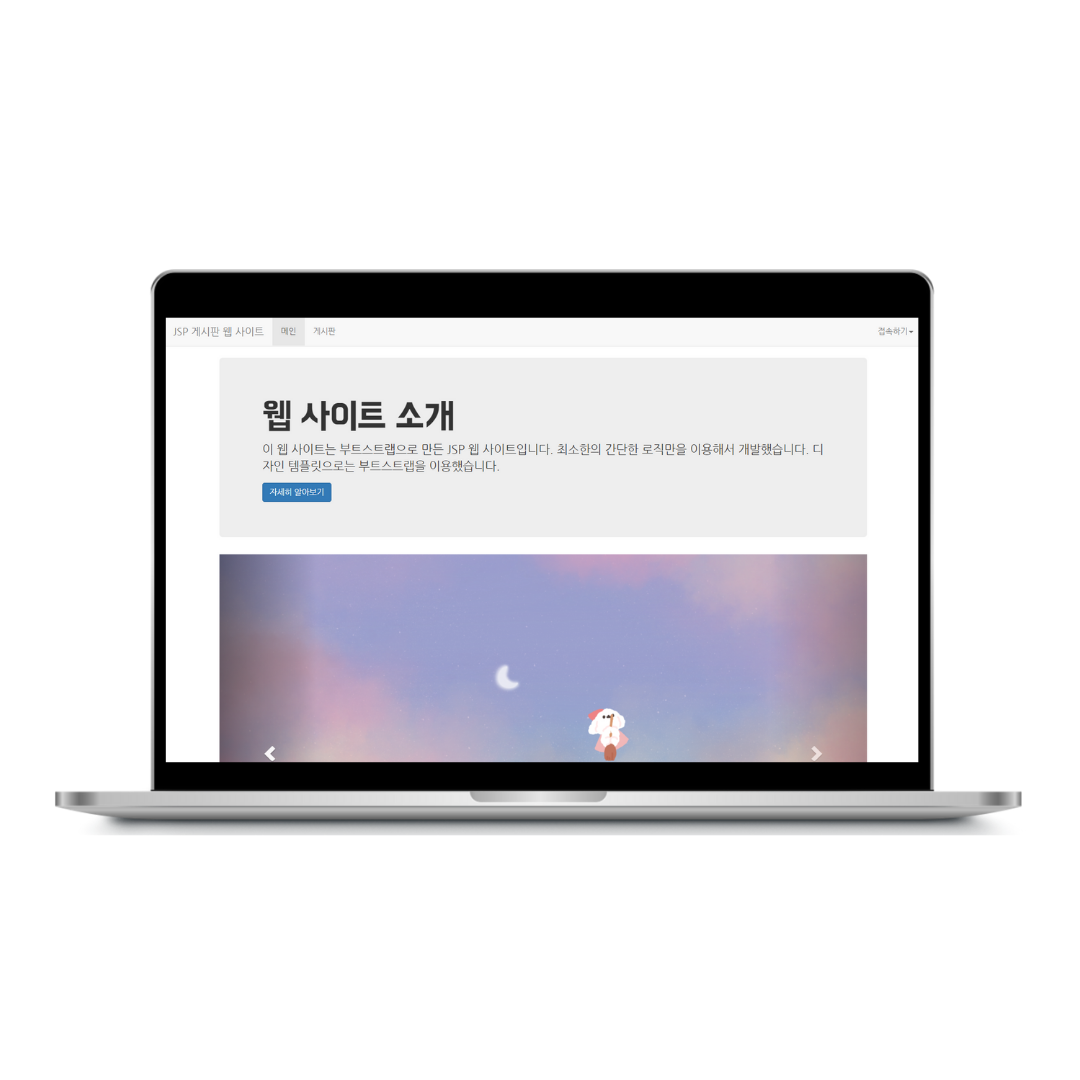 JSP 게시판 웹 사이트 메인 게시판 접속하기
웹 사이트 소개
이 웹 사이트는 부트스트랩으로 만든 JSP 웹 사이트입니다. 최소한의 간단한 로직만을 이용해서 개발했습니다. 디
자인 템플릿으로는 부트스트랩을 이용했습니다.
자세히 알아보기